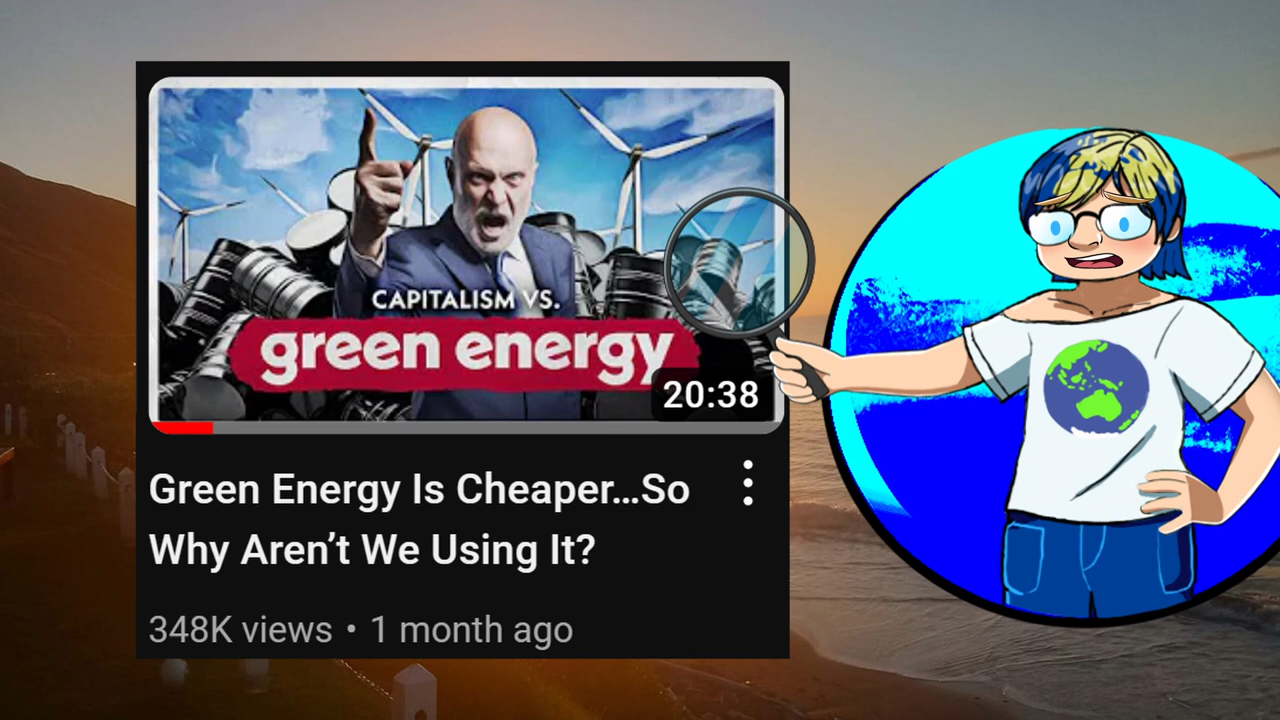 CAPITALISM VS.
green energy
20:38
Green Energy Is Cheaper...So
Why Aren’t We Using It?
348K views • 1 month ago